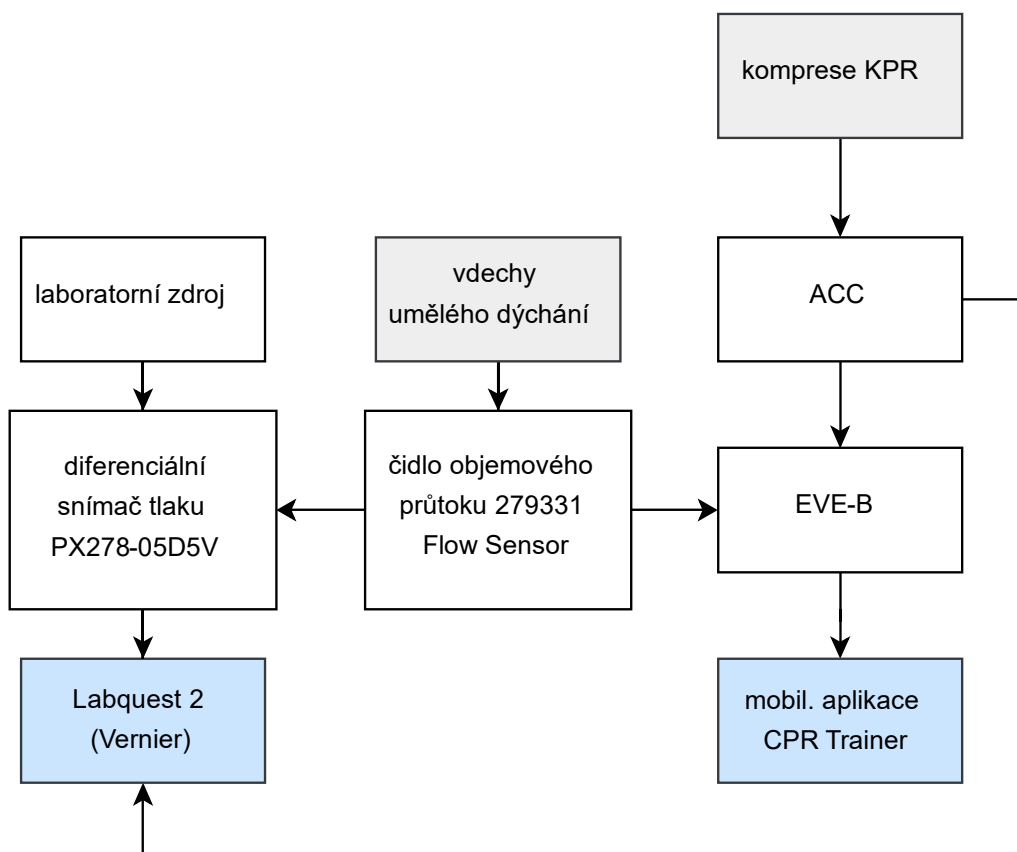 komprese KPR
laboratorní zdroj
vdechy
umělého dýchání
ACC
diferenciální
snímač tlaku
PX278-05D5V
čidlo objemového
průtoku 279331
Flow Sensor
EVE-B
Labquest 2
(Vernier)
mobil. aplikace
CPR Trainer